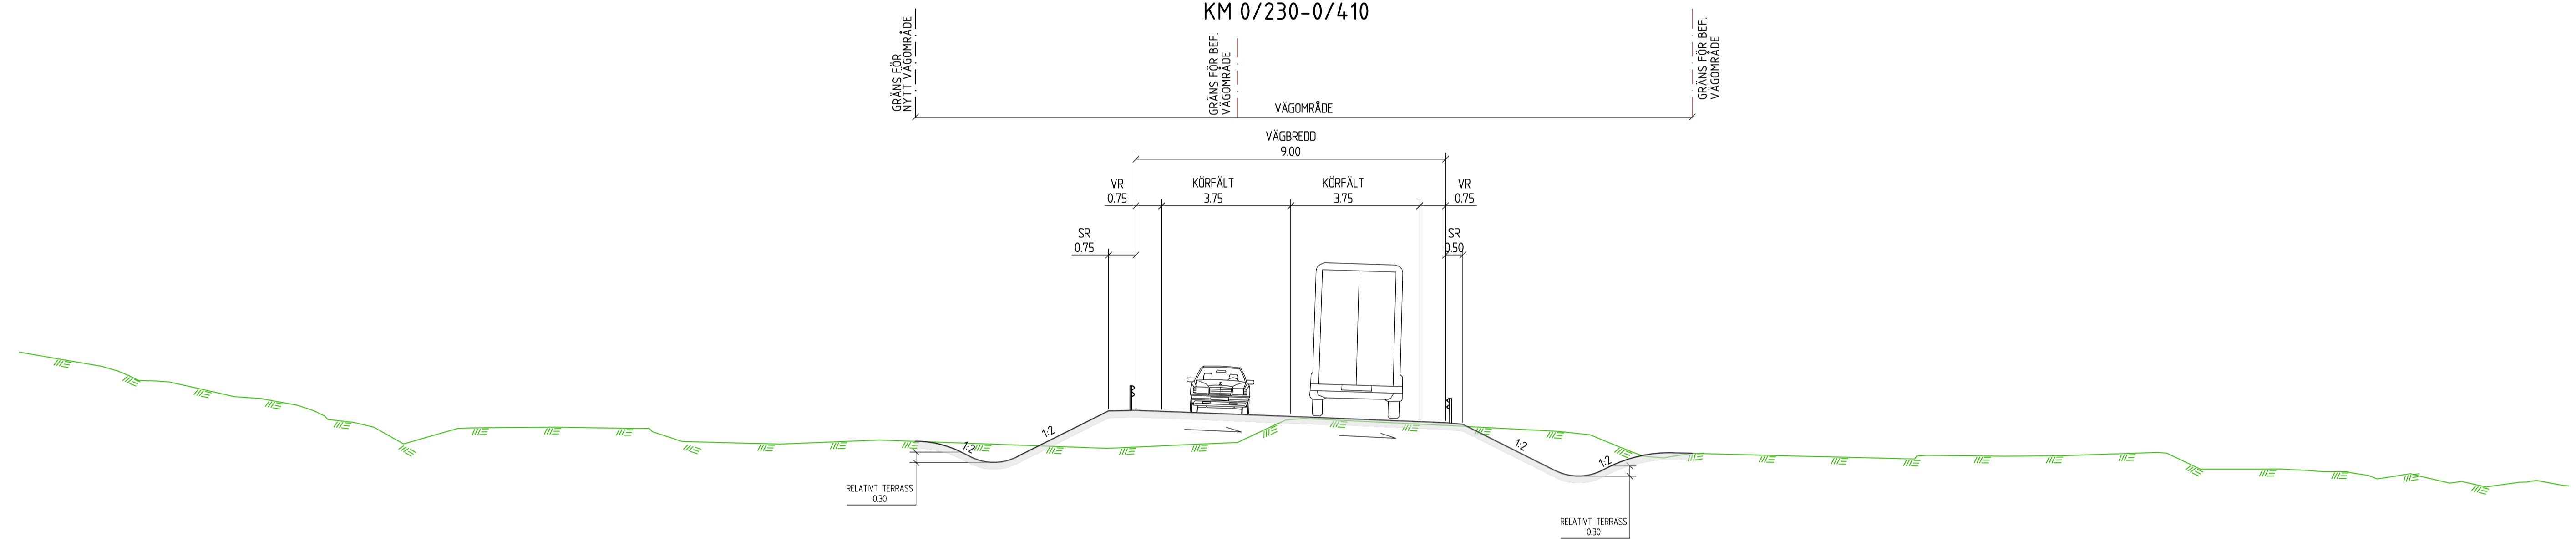 KM 0/230-0/410
GRÄNS FÖR
NYTT VÄGOMRÅDE
GRÄNS FÖR BEF.
VÄGOMRÅDE
GRÄNS FÖR BEF.
VÄGOMRÅDE
VÄGOMRÅDE
VÄGBREDD
9.00
VR
0.75
KÖRFÄLT
3.75
KÖRFÄLT
3.75
VR
0.75
SR
0.75
SR
0.50
1:2
1:2
1:2
1:2
RELATIVT TERRASS
0.30
RELATIVT TERRASS
0.30